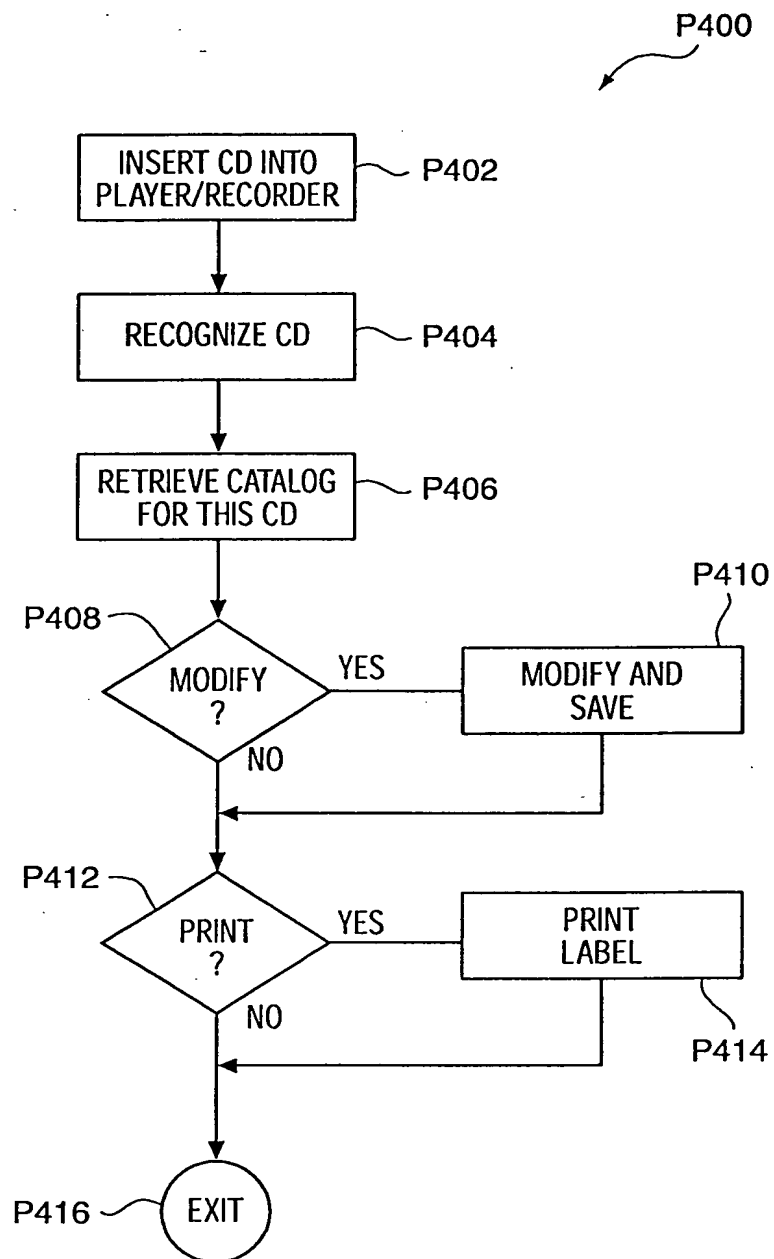 P400
INSERT CD INTO
PLAYER/RECORDER
P402
RECOGNIZE CD
P404
RETRIEVE CATALOG
FOR THIS CD
P406
P408
MODIFY
?
YES
NO
P410
MODIFY AND
SAVE
P412
PRINT
?
YES
NO
PRINT
LABEL
P414
P416
EXIT